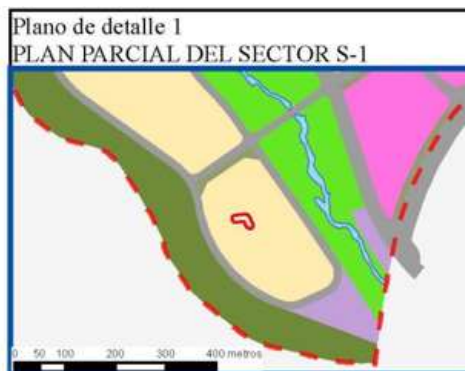 Plano de detalle 1
PLAN PARCIAL DEL SECTOR S-1
0 50 100 200 300 400 metros